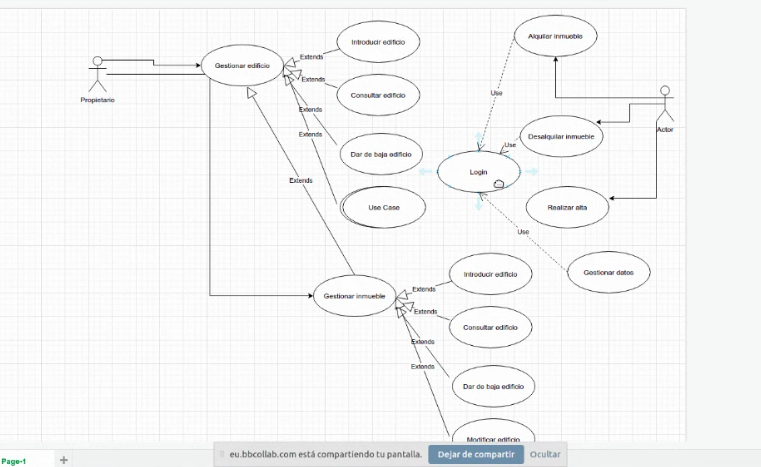 Alquilar inmueble
Introducir edificio
Extends
Gestionar edificio
Propietario
Extends
Consultar edificio
Use
Actor
Extends
Extends
Desalquilar inmueble
Use
Dar de baja edificio
Login
Extends
Use Case
Realizar alta
Use
Introducir edificio
Gestionar datos
Extends
Gestionar inmueble
Extends
Consultar edificio
Extends
Extends
Dar de baja edificio
Modificar edificio
Page-1
eu.bbcollab.com está compartiendo tu pantalla.
Dejar de compartir
Ocultar